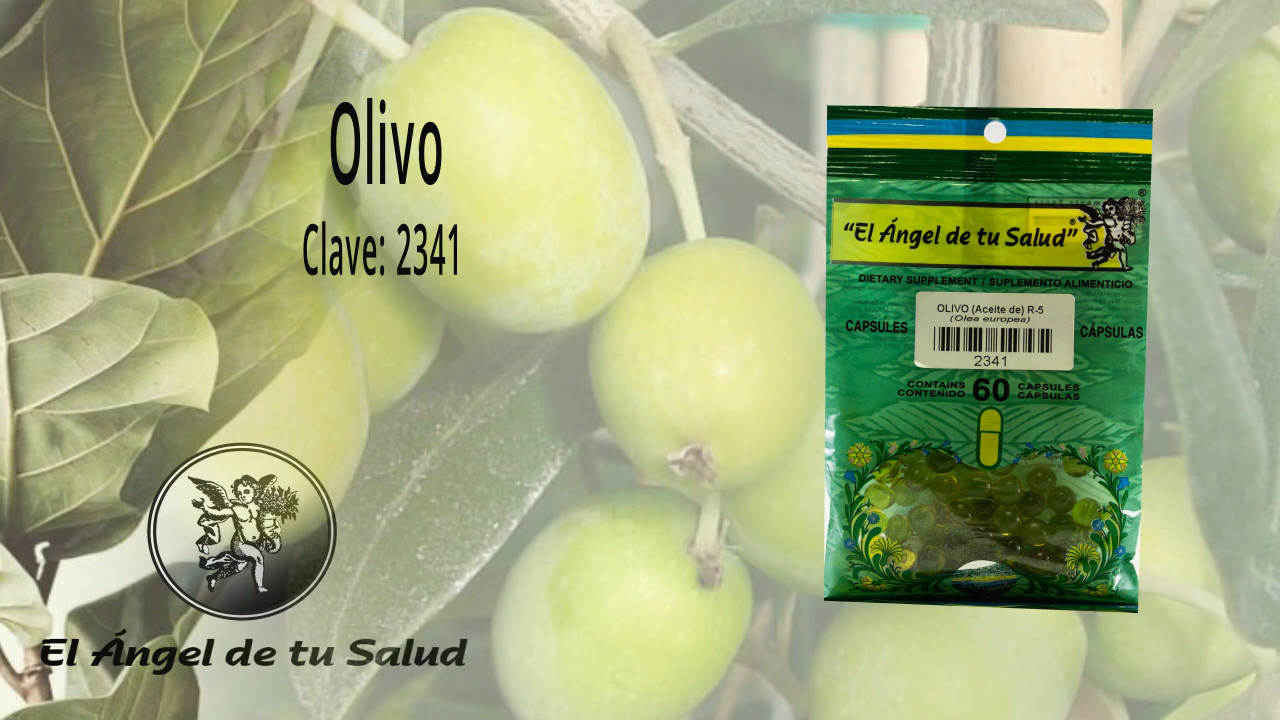 Olivo
Clave: 2341
El Ángel de tu Salud
®
"El Ángel de tu Salud"®
DIETARY SUPPLEMENT / SUPLEMENTO ALIMENTICIO
OLIVO (Aceite de) R-5
(Olea europea)
CAPSULES
CÁPSULAS
2341
CONTAINS 60 CAPSULES
CONTENIDO CÁPSULAS